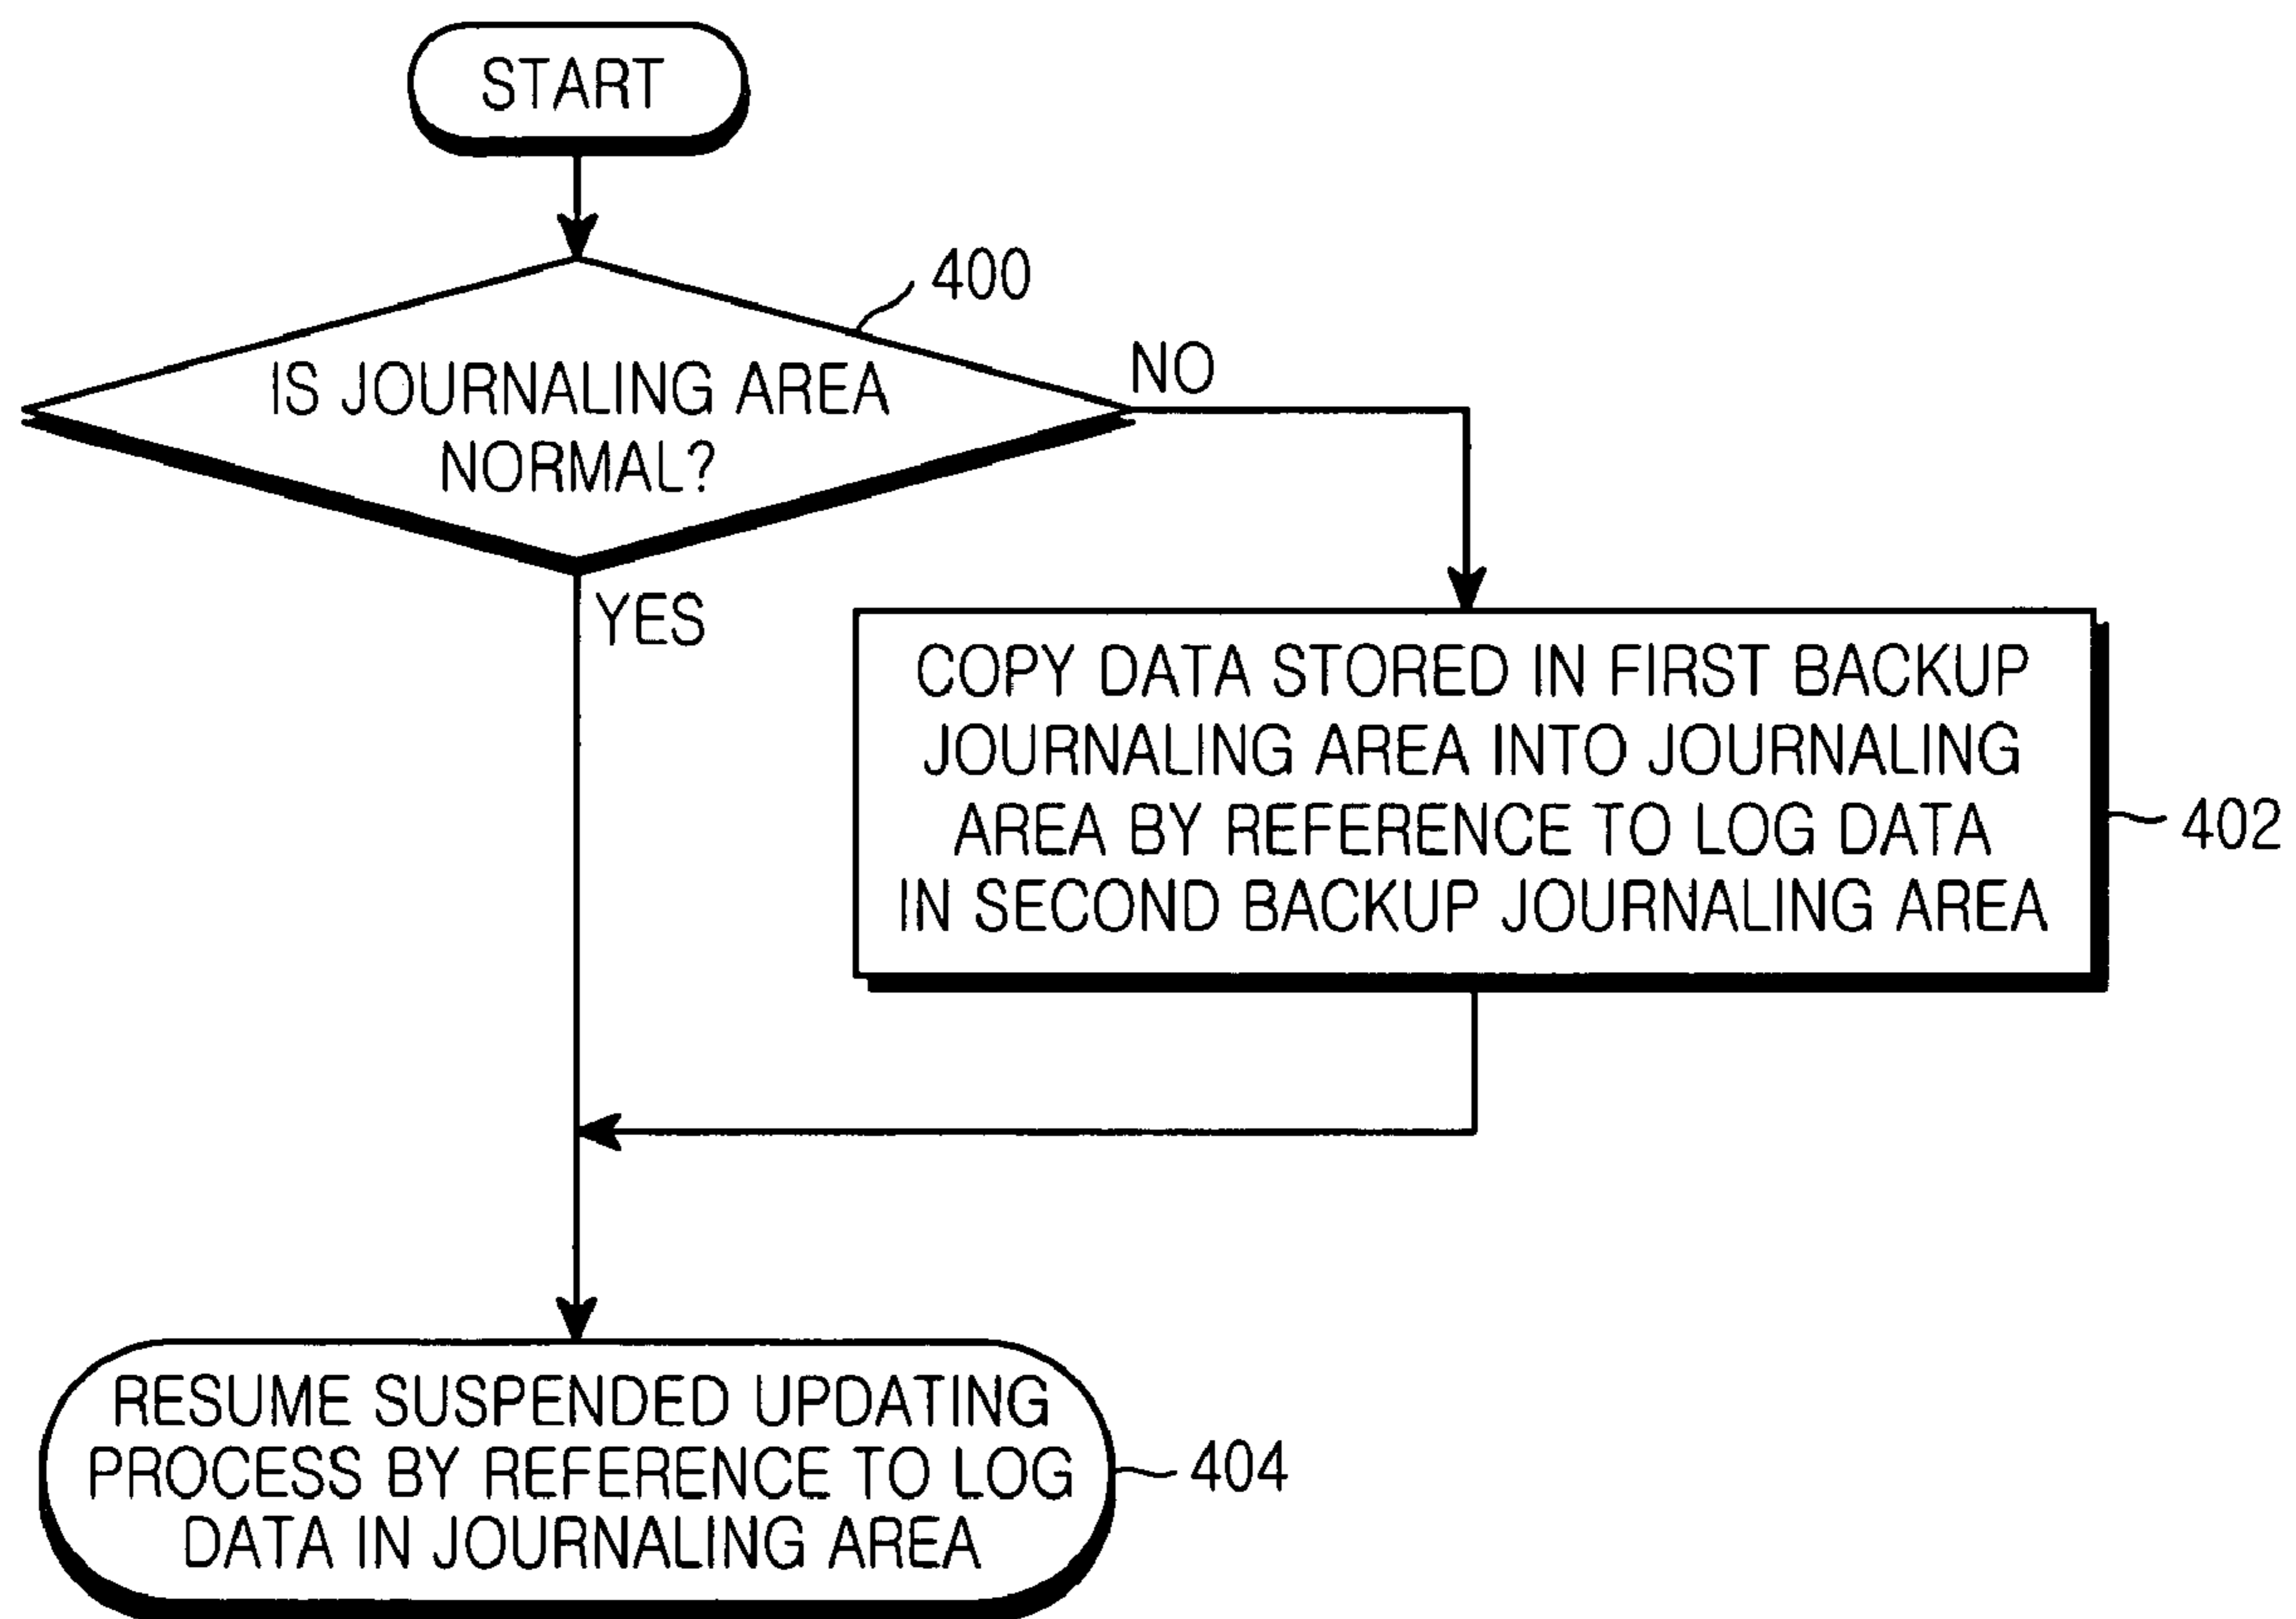 START
400
IS JOURNALING AREA
NORMAL?
NO
YES
COPY DATA STORED IN FIRST BACKUP
JOURNALING AREA INTO JOURNALING
AREA BY REFERENCE TO LOG DATA
IN SECOND BACKUP JOURNALING AREA
402
RESUME SUSPENDED UPDATING
PROCESS BY REFERENCE TO LOG
DATA IN JOURNALING AREA
404